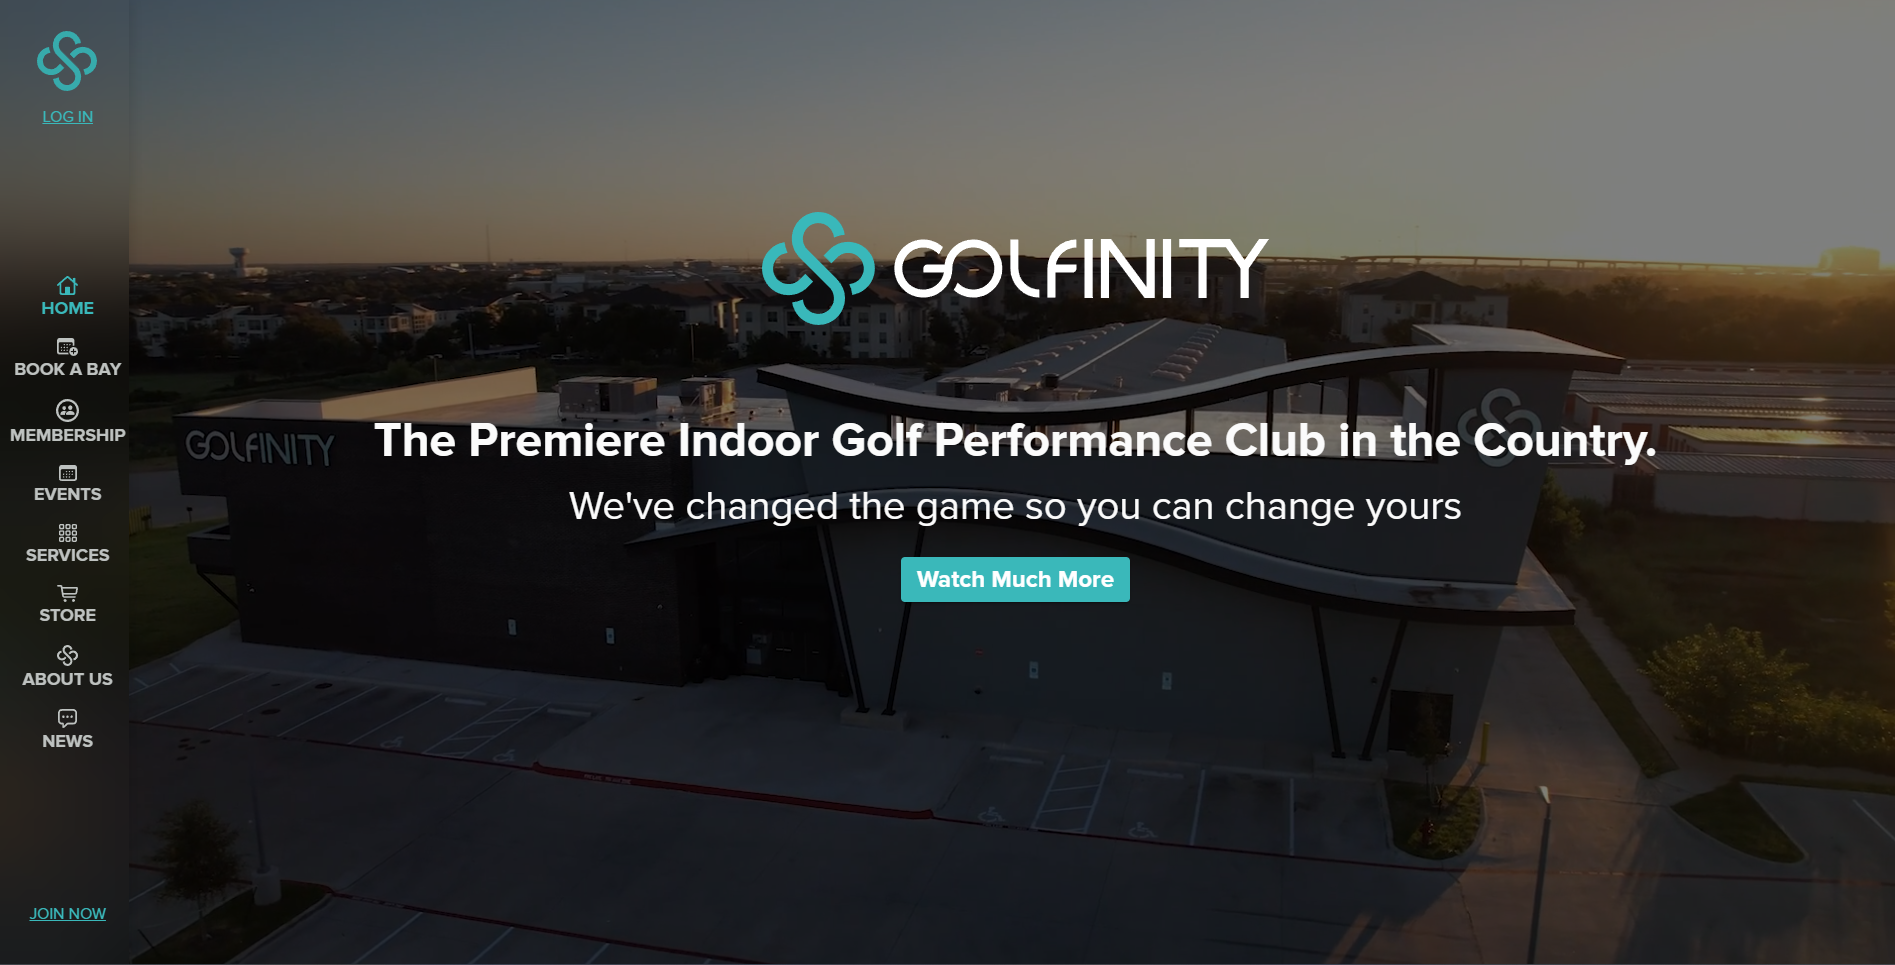 LOG IN
HOME
BOOK A BAY
MEMBERSHIP
EVENTS
SERVICES
STORE
ABOUT US
NEWS
JOIN NOW
GOLFINITY
GOLFINITY
The Premiere Indoor Golf Performance Club in the Country.
We've changed the game so you can change yours
Watch Much More